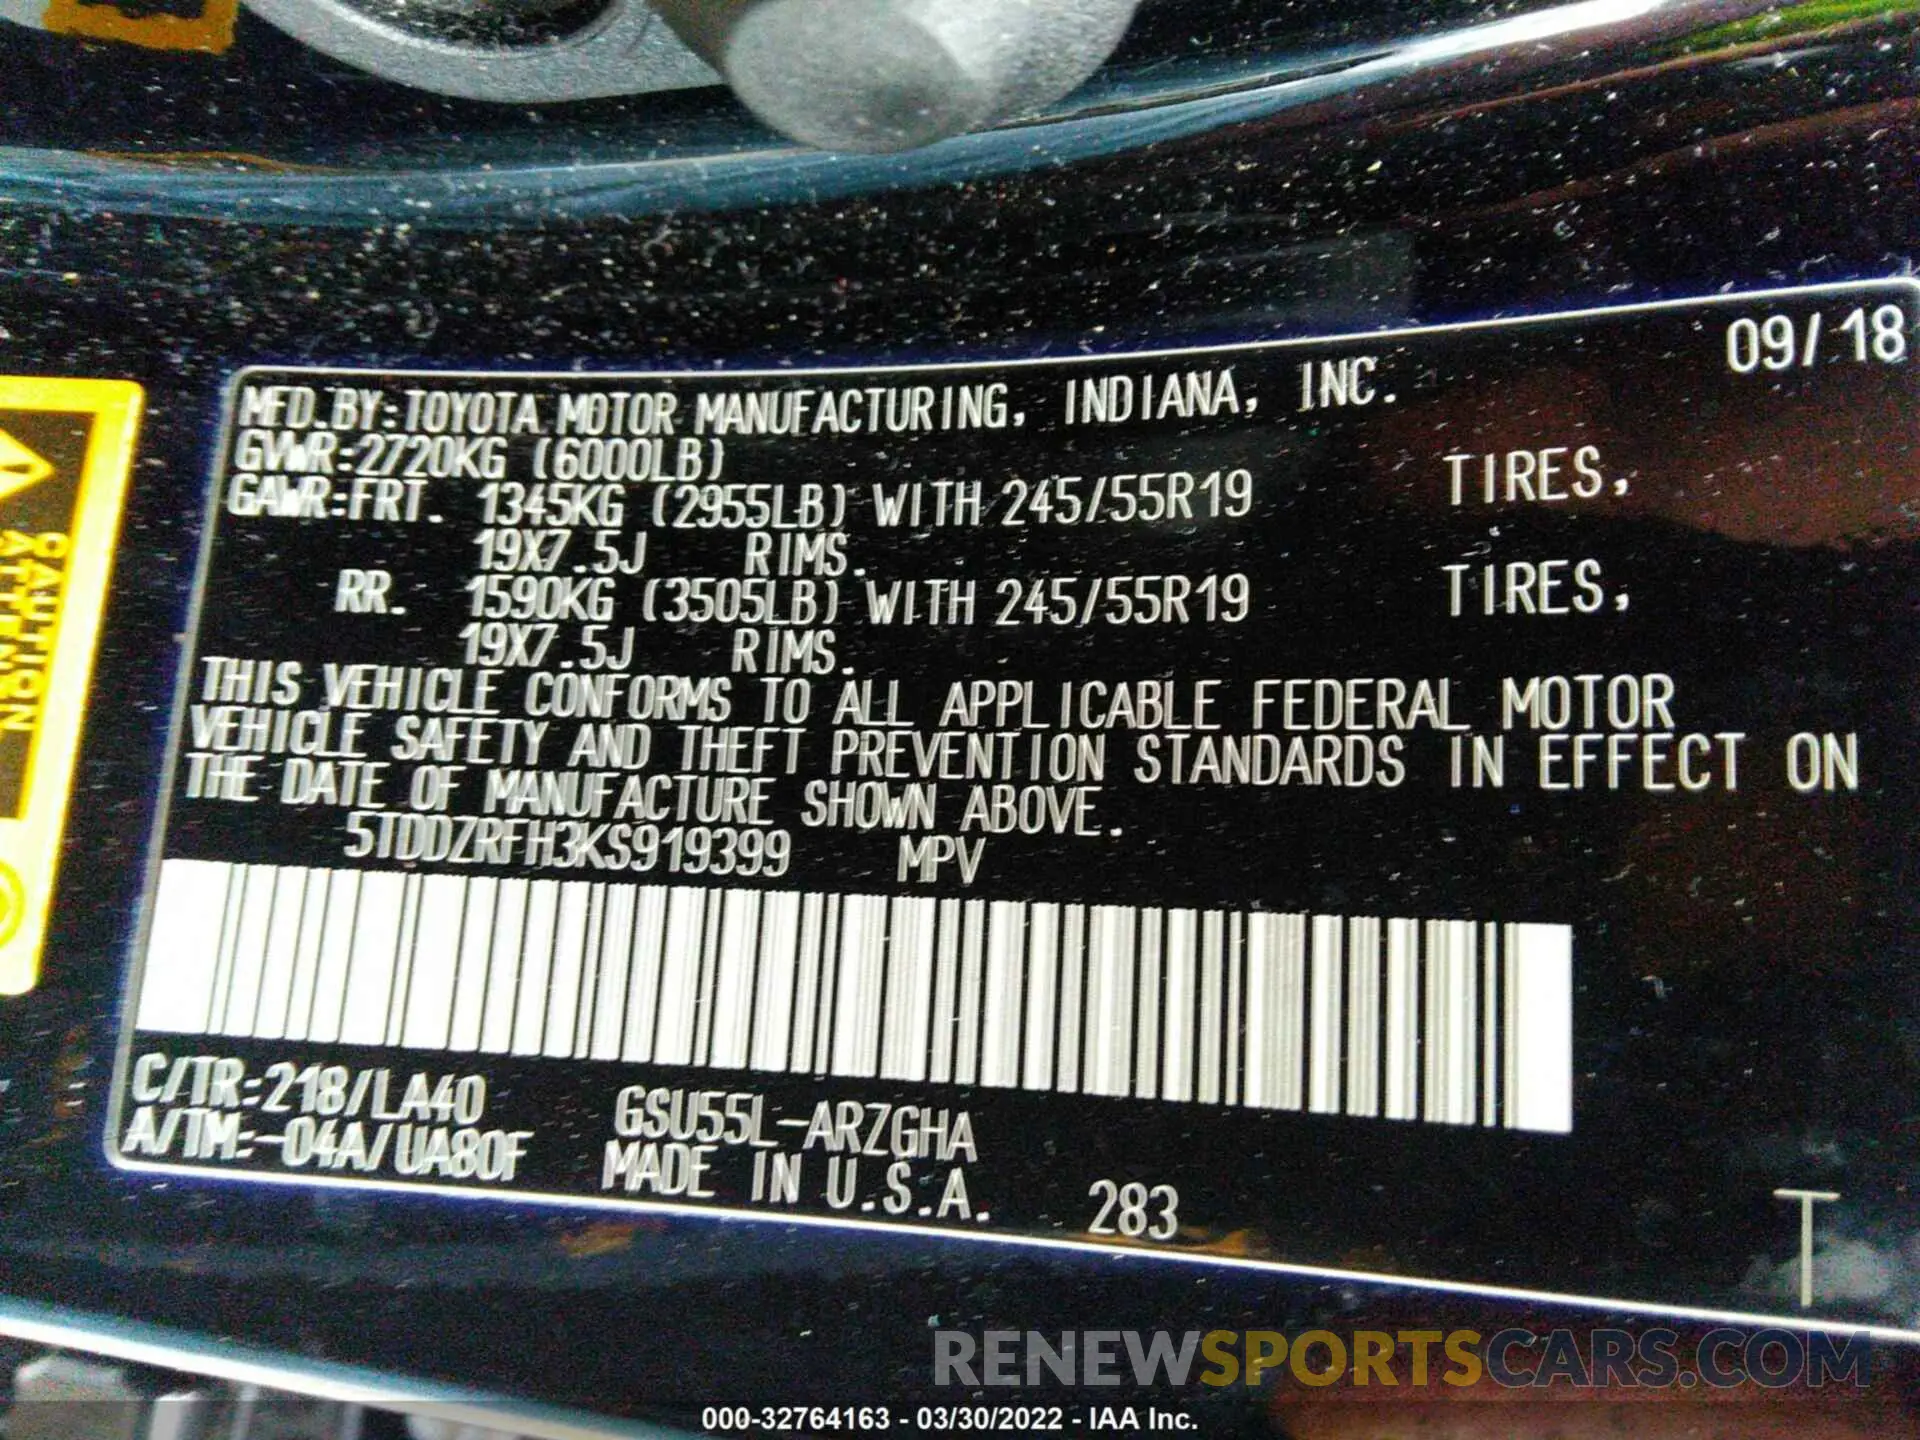 09/18
MFD.BY:TOYOTA MOTOR MANUFACTURING, INDIANA, INC.
GVWR:2720KG (6000LB)
GAWR:FRT. 1345KG (2955LB) WITH 245/55R19 TIRES,
19X7.5J RIMS.
RR. 1590KG (3505LB) WITH 245/55R19 TIRES,
19X7.5J RIMS.
THIS VEHICLE CONFORMS TO ALL APPLICABLE FEDERAL MOTOR
VEHICLE SAFETY AND THEFT PREVENTION STANDARDS IN EFFECT ON
THE DATE OF MANUFACTURE SHOWN ABOVE.
5TDDZRFH3KS919399 MPV
C/TR:218/LA40 GSU55L-ARZGHA
A/TM:-04A/UA80F MADE IN U.S.A. 283
T
CAUTION
RENEWSPORTSCARS.COM
000-32764163 - 03/30/2022 - IAA Inc.